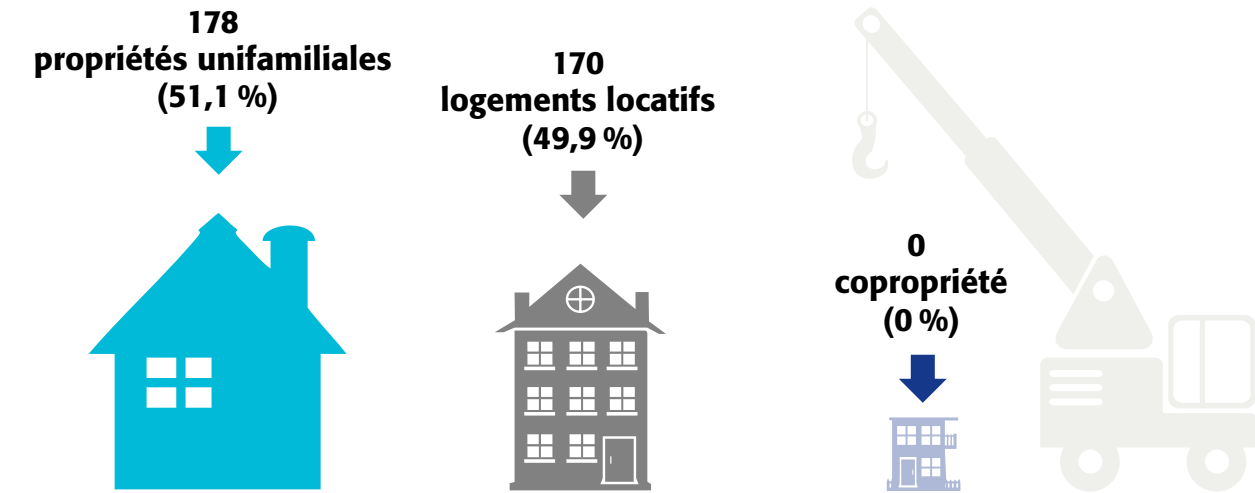 178
propriétés unifamiliales
(51,1 %)
170
logements locatifs
(49,9 %)
0
copropriété
(0 %)